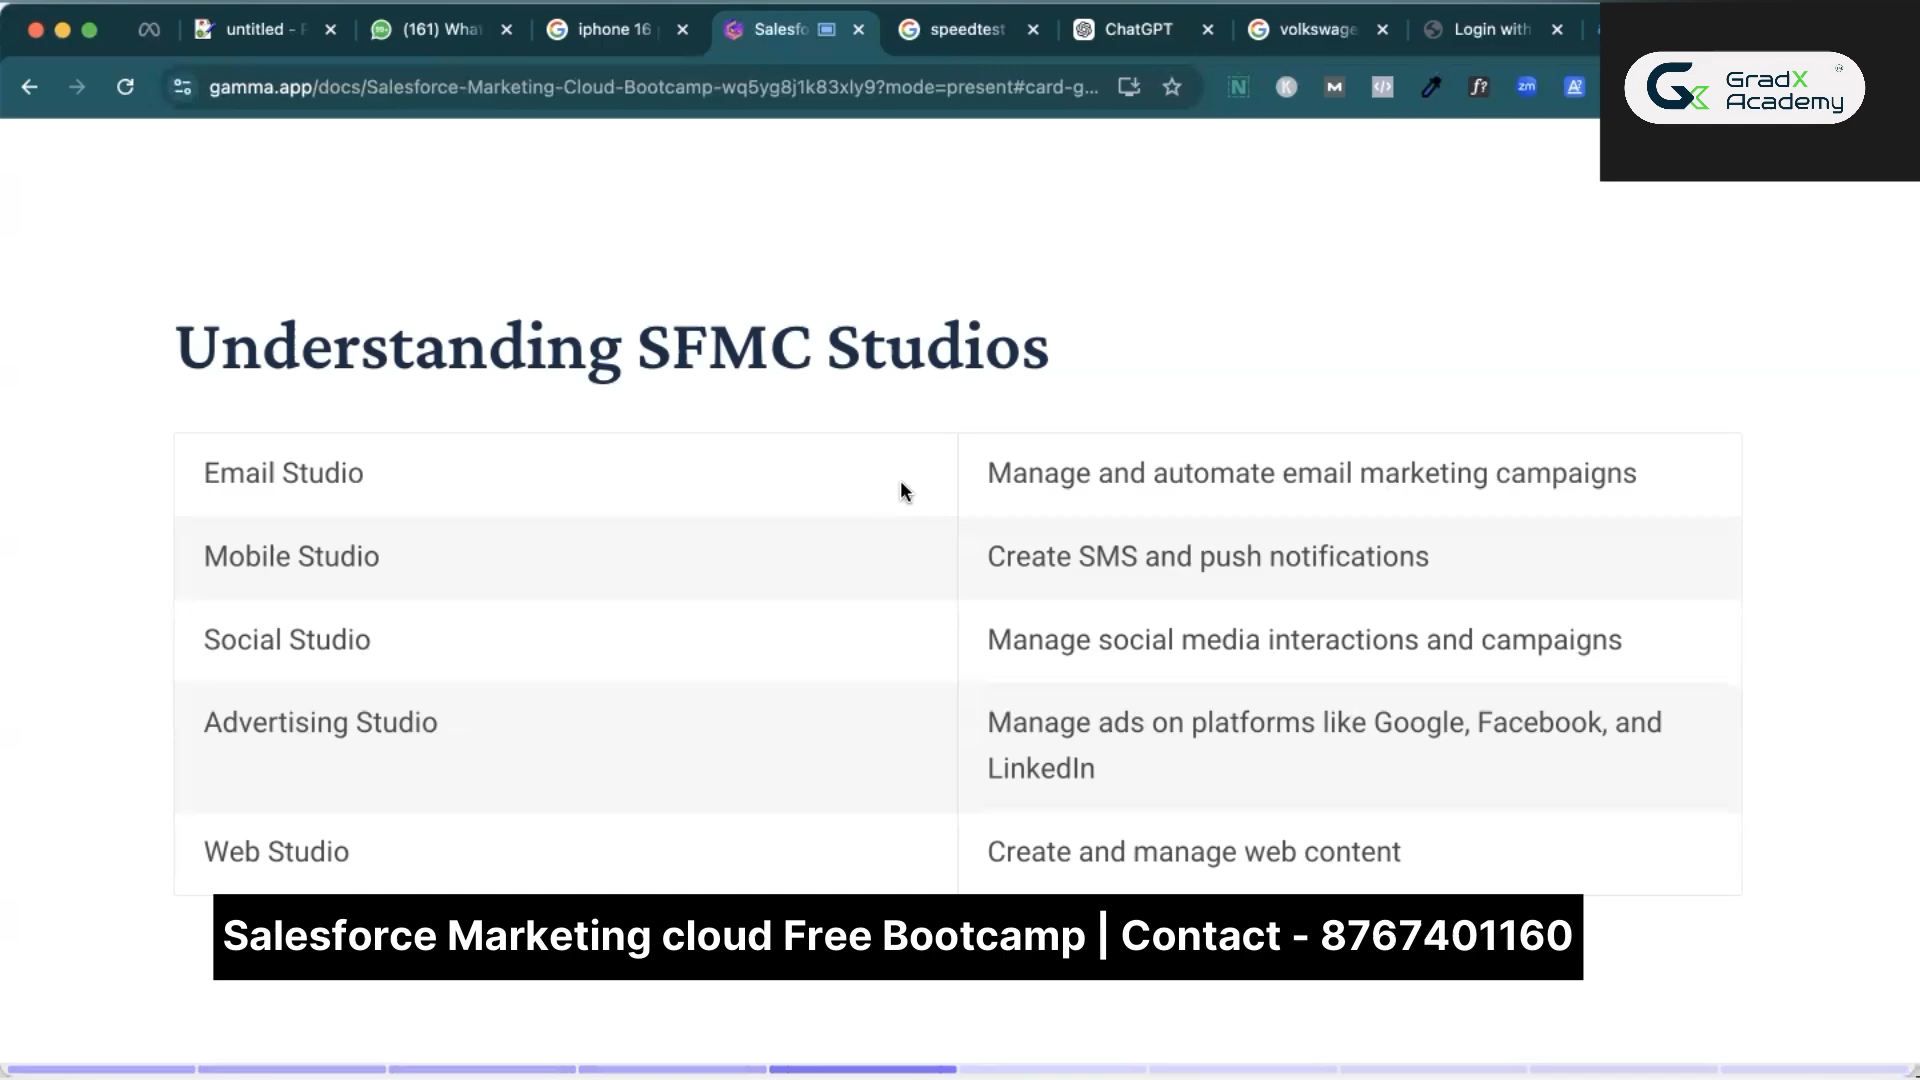 untitled -
(161) Wha
iphone 16
Salesfo
speedtest
ChatGPT
volkswage
Login with
gamma.app/docs/Salesforce-Marketing-Cloud-Bootcamp-wq5yg8j1k83xly9?mode=present#card-g...
N
K
M
</>
f?
zm
A
GradX
Academy
Understanding SFMC Studios
Email Studio
Manage and automate email marketing campaigns
Mobile Studio
Create SMS and push notifications
Social Studio
Manage social media interactions and campaigns
Advertising Studio
Manage ads on platforms like Google, Facebook, and
LinkedIn
Web Studio
Create and manage web content
Salesforce Marketing cloud Free Bootcamp | Contact - 8767401160